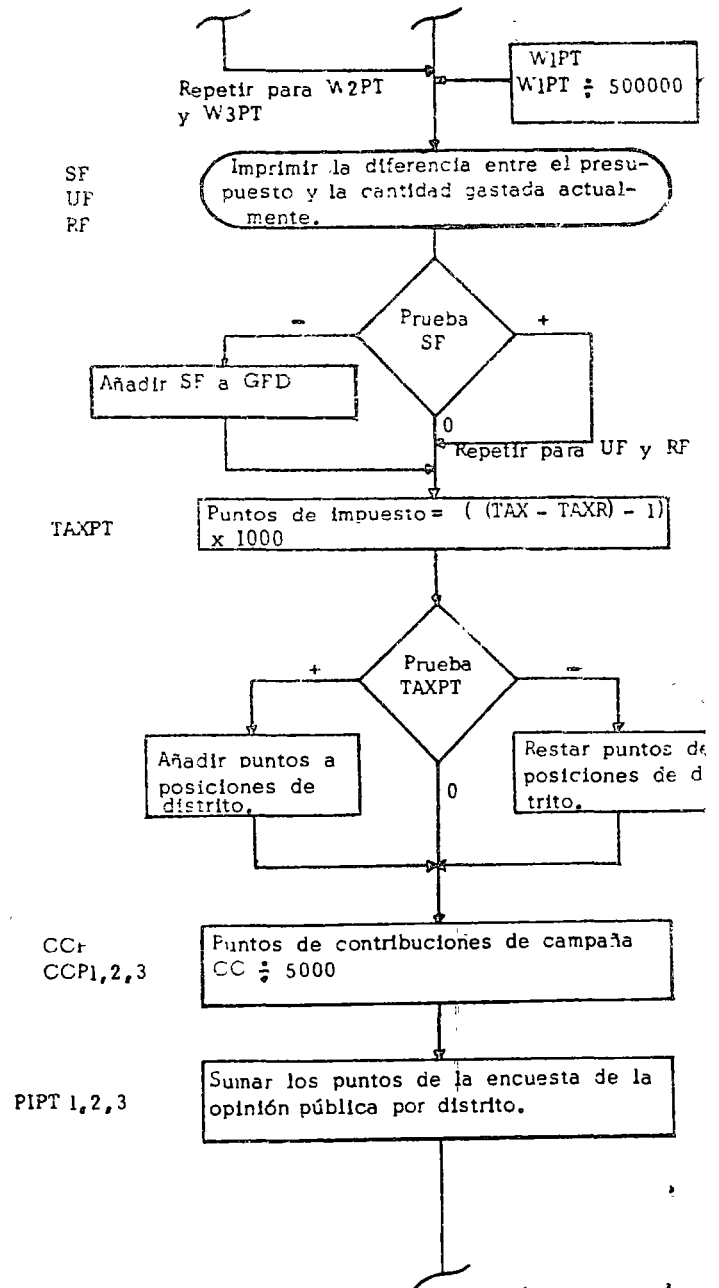 W1PT
W1PT ÷ 500000
Repetir para W2PT
y W3PT
SF
UF
RF
Imprimir la diferencia entre el presu-
puesto y la cantidad gastada actual-
mente.
Prueba
SF
-
+
0
Añadir SF a GFD
Repetir para UF y RF
TAXPT
Puntos de impuesto = ( (TAX - TAXR) - 1)
x 1000
Prueba
TAXPT
+
-
0
Añadir puntos a
posiciones de
distrito.
Restar puntos de
posiciones de d
trito.
CCP1,2,3
Puntos de contribuciones de campaña
CC ÷ 5000
PIPT 1,2,3
Sumar los puntos de la encuesta de la
opinión pública por distrito.